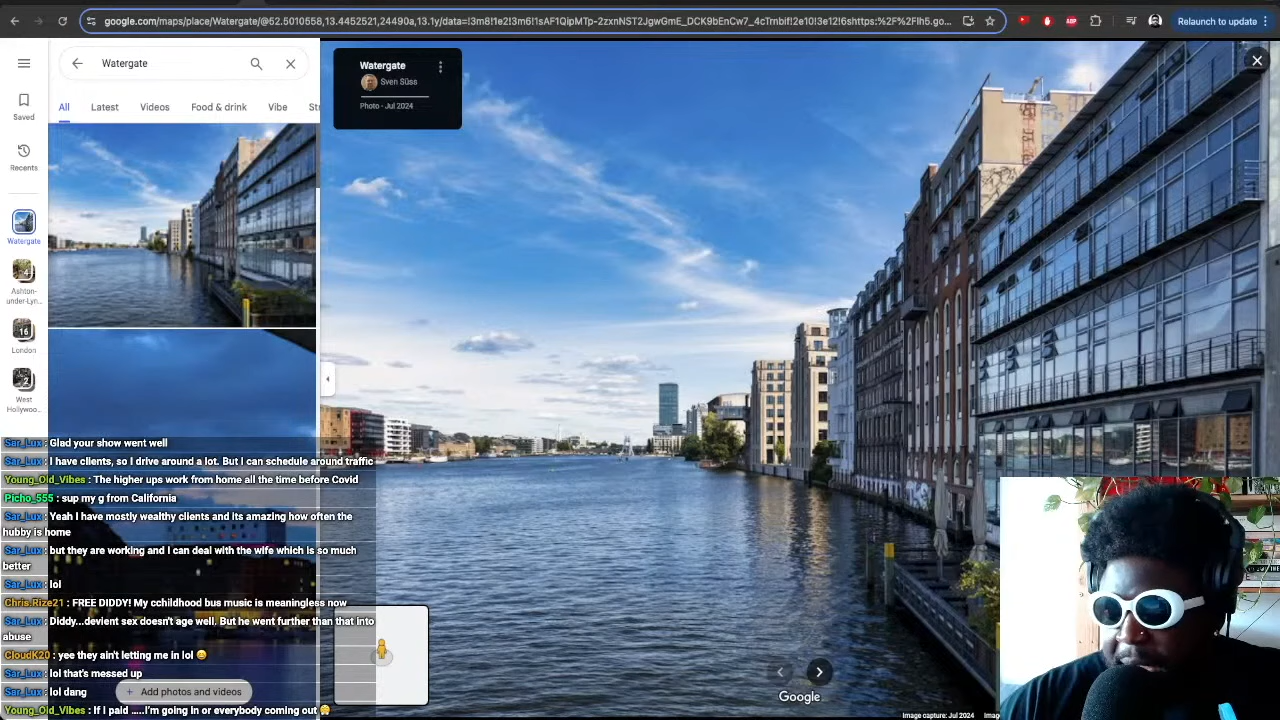 google.com/maps/place/Watergate/@52.5010558,13.4452521,24490a,13.1y/data=!3m8!1e2!3m6!1sAF1QipMTp-2zxnNST2JgwGmE_DCK9bEnCw7_4cTmbif!2e10!3e12!6shttps:%2F%2Flh5.go...
Relaunch to update
ABP
Watergate
All
Latest
Videos
Food & drink
Vibe
Saved
Recents
Watergate
4
Ashton-
under-Lyn...
16
London
2
West
Hollywoo...
Watergate
Sven Süss
Photo - Jul 2024
Sar_Lux : Glad your show went well
Sar_Lux : I have clients, so I drive around a lot. But I can schedule around traffic
Young_Old_Vibes : The higher ups work from home all the time before Covid
Picho_555 : sup my g from California
Sar_Lux : Yeah I have mostly wealthy clients and its amazing how often the
hubby is home
Sar_Lux : but they are working and I can deal with the wife which is so much
better
Sar_Lux : lol
Chris:Rize21 : FREE DIDDY! My cchildhood bus music is meaningless now
Sar_Lux : Diddy...devient sex doesn't age well. But he went further than that into
abuse
CloudK20 : yee they ain't letting me in lol 😄
Sar_Lux : lol that's messed up
Sar_Lux : lol dang
Young_Old_Vibes : If i paid .....I'm going in or everybody coming out 😤
+ Add photos and videos
Google
Image capture: Jul 2024